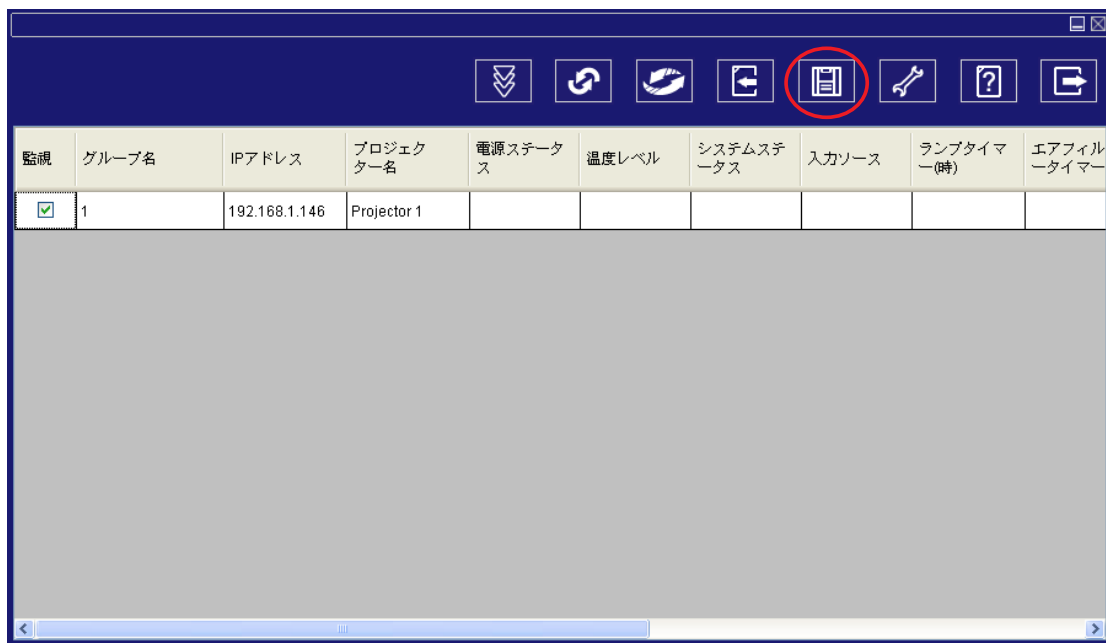 監視 グループ名 IPアドレス プロジェク 電源ステータ 温度レベル システムステ 入力ソース ランプタイマ エアフィル
ター名 ス ータス ー(時) ータイマー
1 192.168.1.146 Projector 1